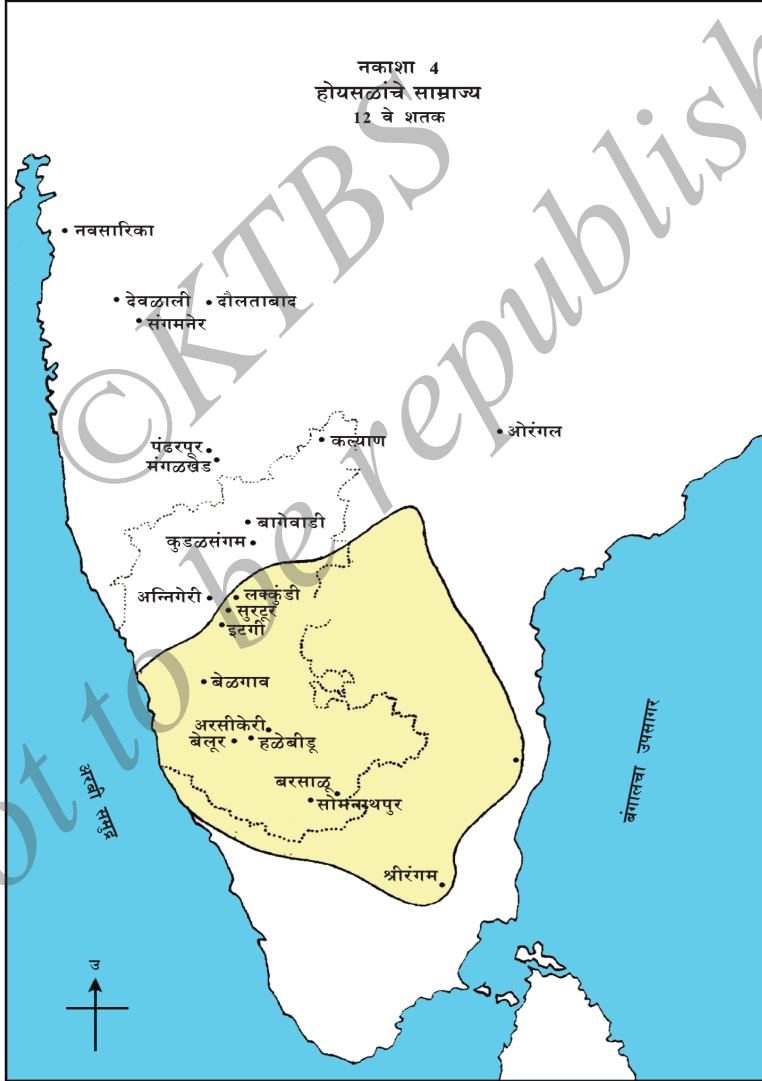 नकाशा 4
होयसळांचे साम्राज्य
12 वे शतक
नवसारिका
देवळाली
दौलताबाद
संगमनेर
ओरंगल
कल्याण
पंढरपूर
मंगळखेड
बागेवाडी
कुडळसंगम
अन्निगेरी
लक्कुंडी
सुरटूर
इटगी
बेळगाव
अरसीकेरी
बेलूर
हळेबीडू
बरसाळू
सोमनाथपुर
श्रीरंगम
अरबी समुद्र
बंगालचा उपसागर
उ
©KTBS
not to be republish